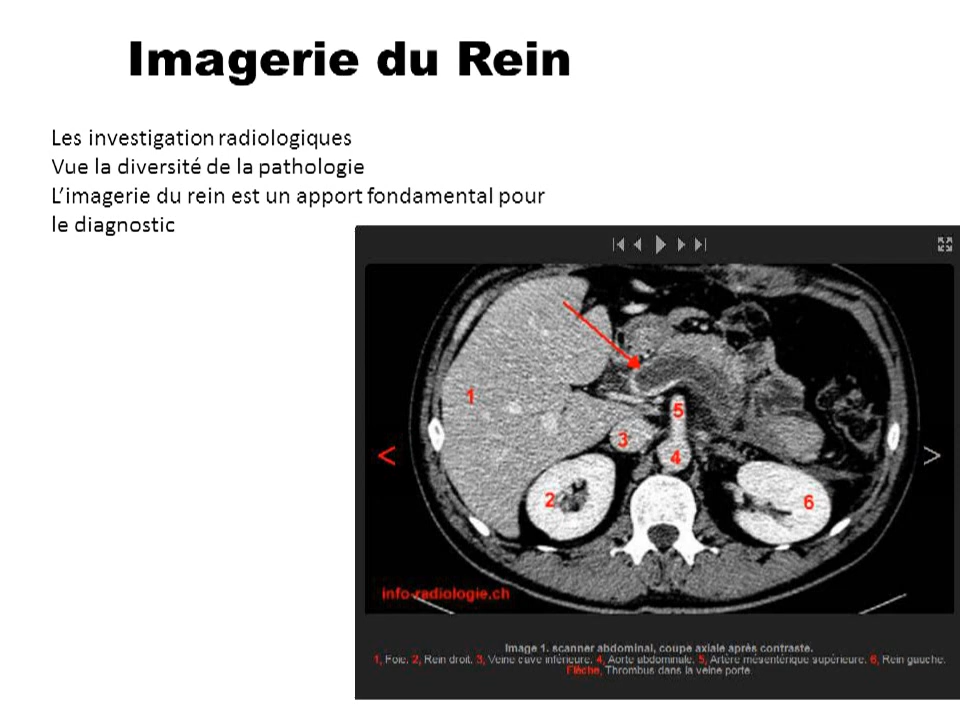 Imagerie du Rein
Les investigation radiologiques
Vue la diversité de la pathologie
L’imagerie du rein est un apport fondamental pour
le diagnostic
1
2
3
4
5
6
<
>
info-radiologie.ch
Image 1. scanner abdominal, coupe axiale après contraste.
1, Foie. 2, Rein droit. 3, Veine cave inférieure. 4, Aorte abdominale. 5, Artère mésentérique supérieure. 6, Rein gauche.
Flèche, Thrombus dans la veine porte.